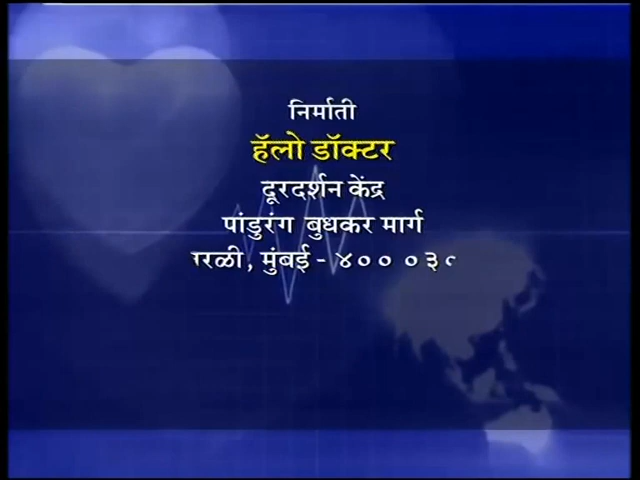 निर्माती
हॅलो डॉक्टर
दूरदर्शन केंद्र
पांडुरंग बुधकर मार्ग
मुंबई - ४०० ०३